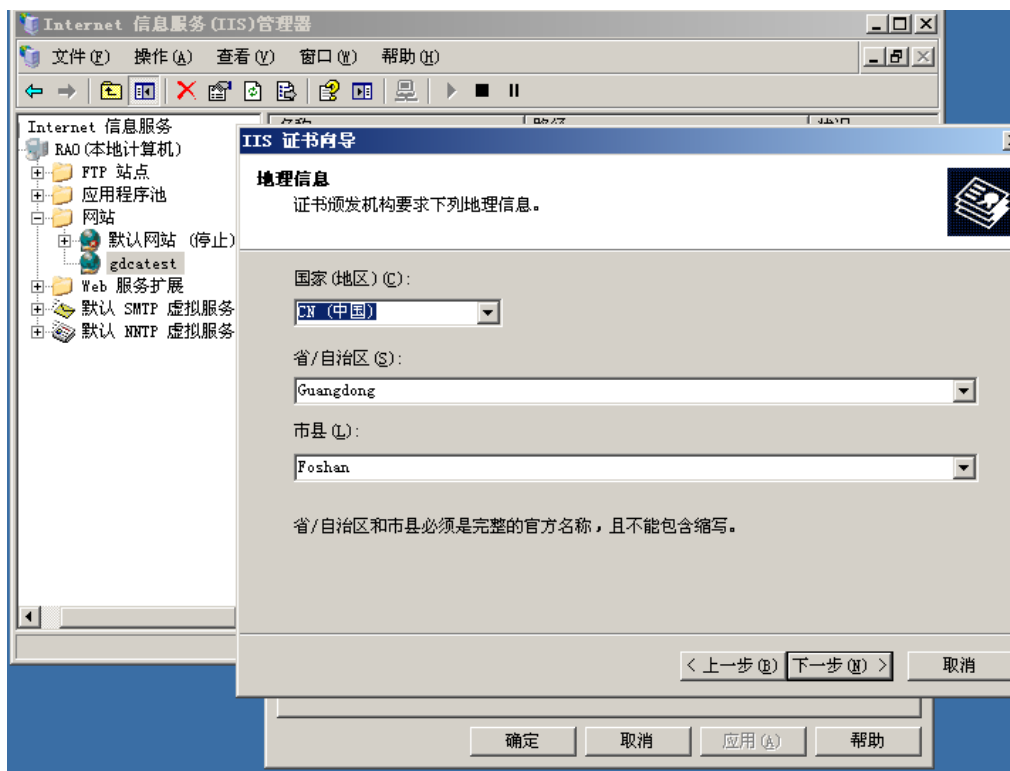 Internet 信息服务(IIS)管理器
文件(F) 操作(A) 查看(V) 窗口(W) 帮助(H)
Internet 信息服务
RAO(本地计算机)
FTP 站点
应用程序池
网站
默认网站 (停止)
gdcatest
Web 服务扩展
默认 SMTP 虚拟服务
默认 NNTP 虚拟服务
名称 路径 状况
IIS 证书向导
地理信息
证书颁发机构要求下列地理信息。
国家(地区)(C):
CN (中国)
省/自治区(S):
Guangdong
市县(L):
Foshan
省/自治区和市县必须是完整的官方名称，且不能包含缩写。
< 上一步(B) 下一步(N) > 取消
确定 取消 应用(A) 帮助